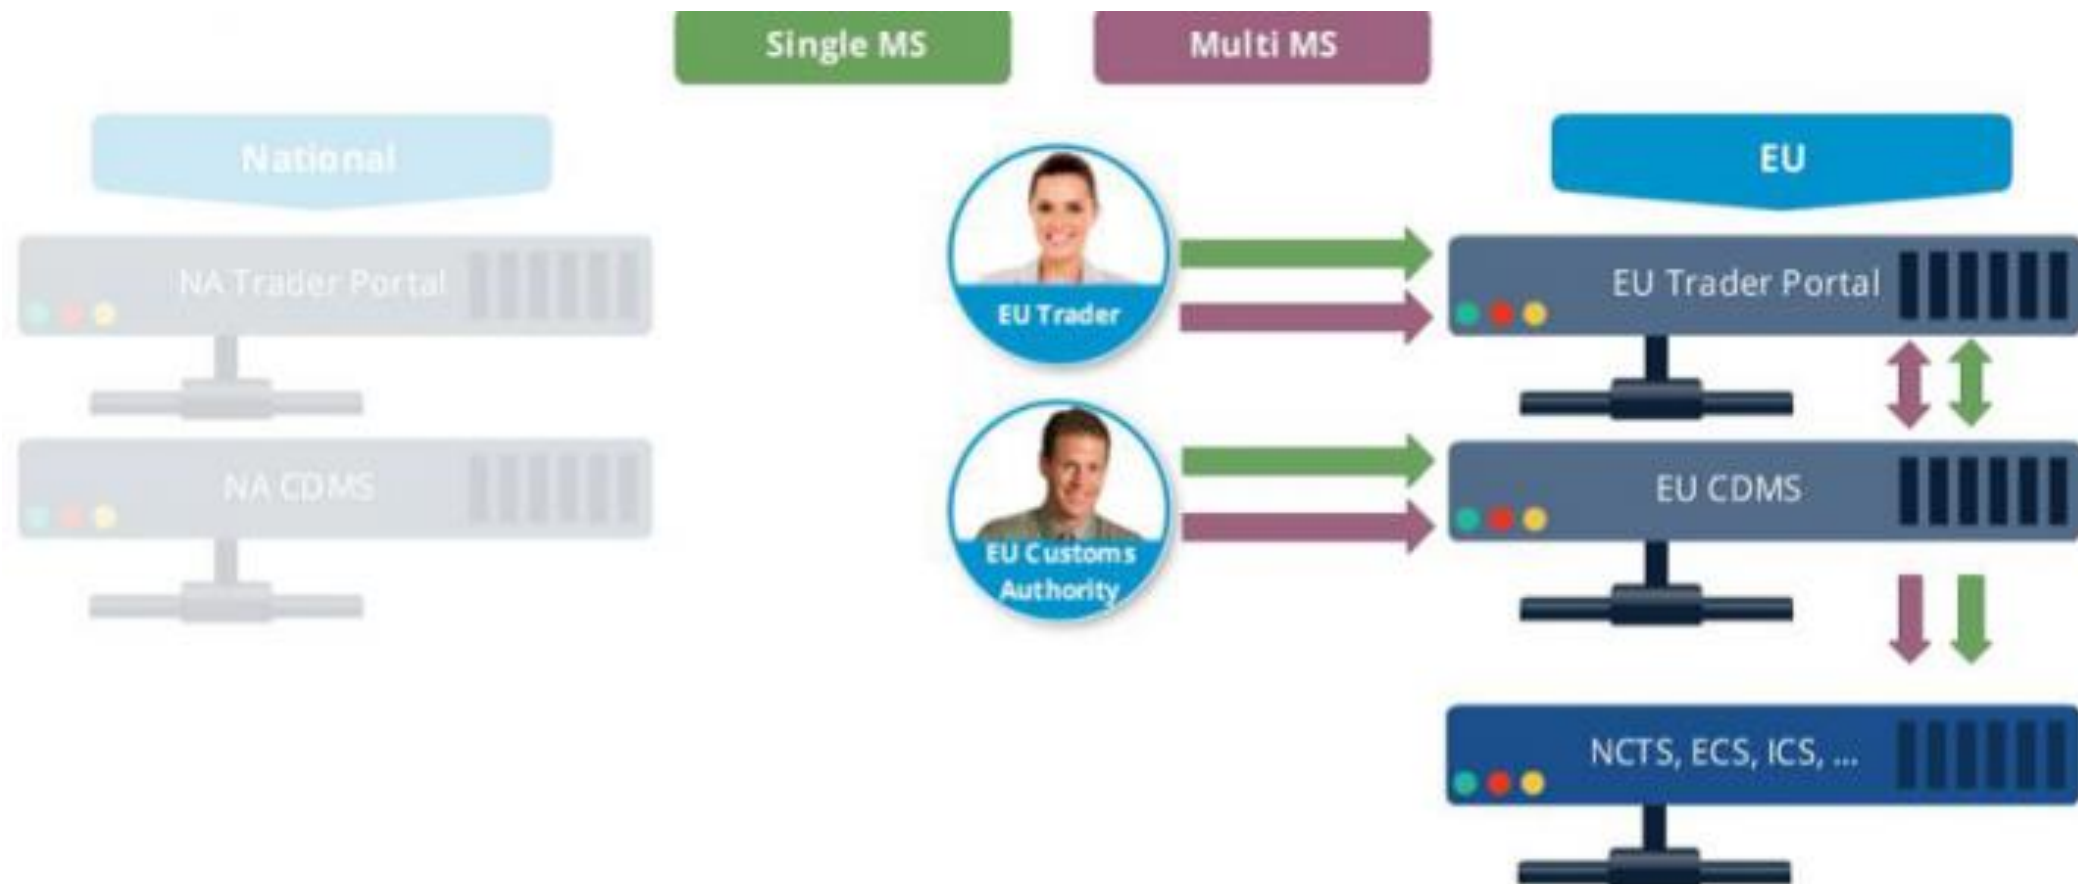 Single MS
Multi MS
National
EU
NA Trader Portal
EU Trader
EU Trader Portal
NA CDMS
EU Customs
Authority
EU CDMS
NCTS, ECS, ICS, ...